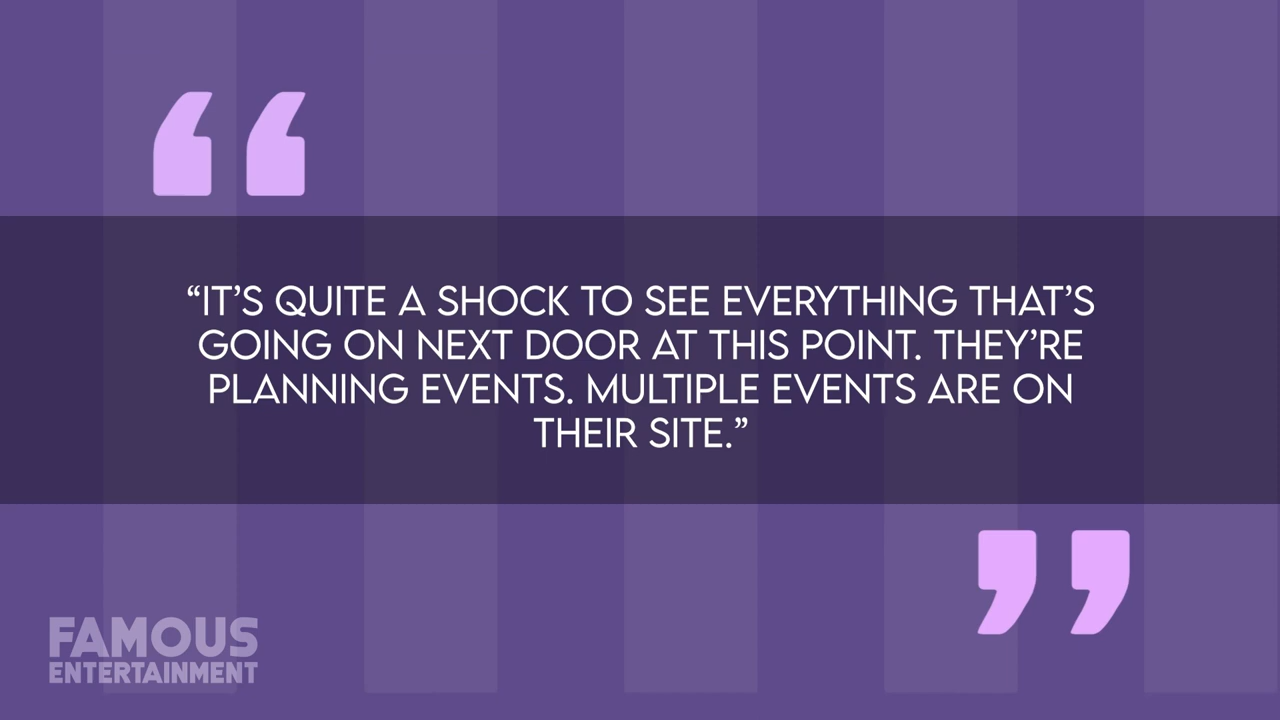 “IT’S QUITE A SHOCK TO SEE EVERYTHING THAT’S
GOING ON NEXT DOOR AT THIS POINT. THEY’RE
PLANNING EVENTS. MULTIPLE EVENTS ARE ON
THEIR SITE.”
FAMOUS
ENTERTAINMENT